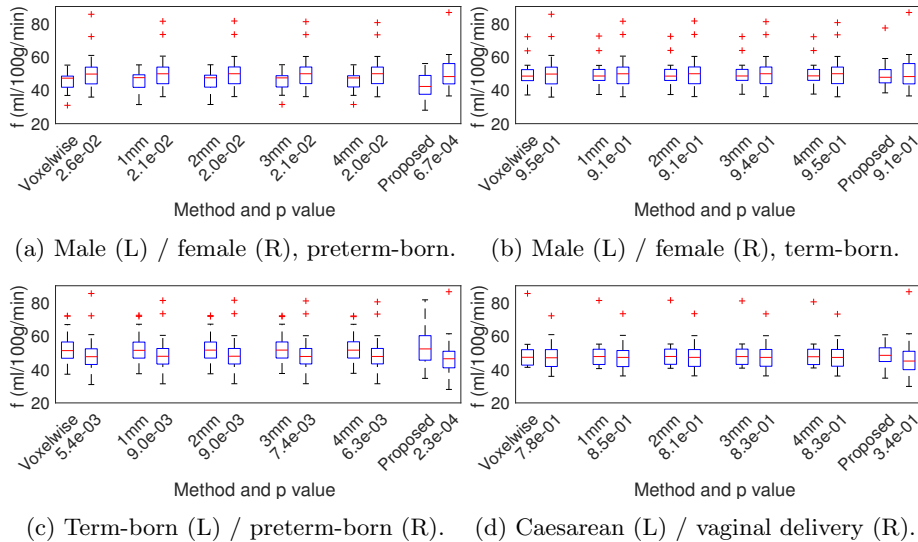 f (ml/100g/min)
80
60
40
20
Voxelwise
2.6e-02
1mm
2.1e-02
2mm
2.0e-02
3mm
2.1e-02
4mm
2.0e-02
Proposed
6.7e-04
Method and p value
(a) Male (L) / female (R), preterm-born.
80
60
40
20
Voxelwise
9.5e-01
1mm
9.1e-01
2mm
9.1e-01
3mm
9.4e-01
4mm
9.5e-01
Proposed
9.1e-01
Method and p value
(b) Male (L) / female (R), term-born.
f (ml/100g/min)
80
60
40
20
Voxelwise
5.4e-03
1mm
9.0e-03
2mm
9.0e-03
3mm
7.4e-03
4mm
6.3e-03
Proposed
2.3e-04
Method and p value
(c) Term-born (L) / preterm-born (R).
80
60
40
20
Voxelwise
7.8e-01
1mm
8.5e-01
2mm
8.1e-01
3mm
8.3e-01
4mm
8.3e-01
Proposed
3.4e-01
Method and p value
(d) Caesarean (L) / vaginal delivery (R).